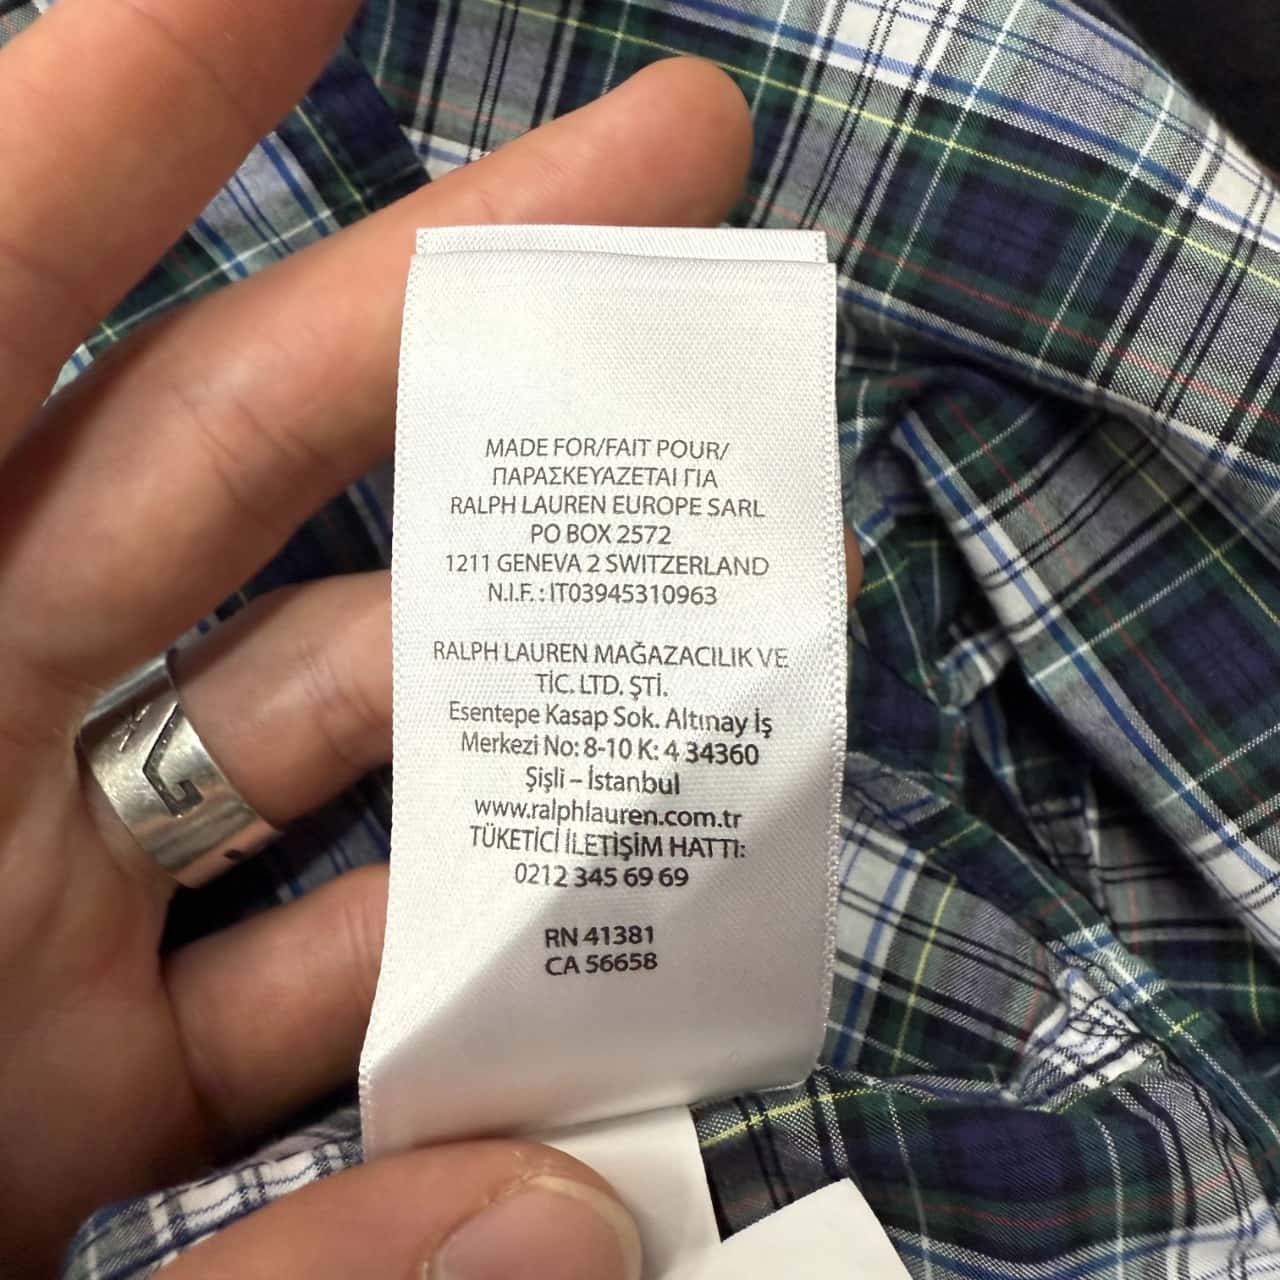 MADE FOR/FAIT POUR/
ΠΑΡΑΣΚΕΥΑΖΕΤΑΙ ΓΙΑ
RALPH LAUREN EUROPE SARL
PO BOX 2572
1211 GENEVA 2 SWITZERLAND
N.I.F. : IT03945310963
RALPH LAUREN MAĞAZACILIK VE
TİC. LTD. ŞTİ.
Esentepe Kasap Sok. Altınay İş
Merkezi No: 8-10 K: 4 34360
Şişli – İstanbul
www.ralphlauren.com.tr
TÜKETİCİ İLETİŞİM HATTI:
0212 345 69 69
RN 41381
CA 56658